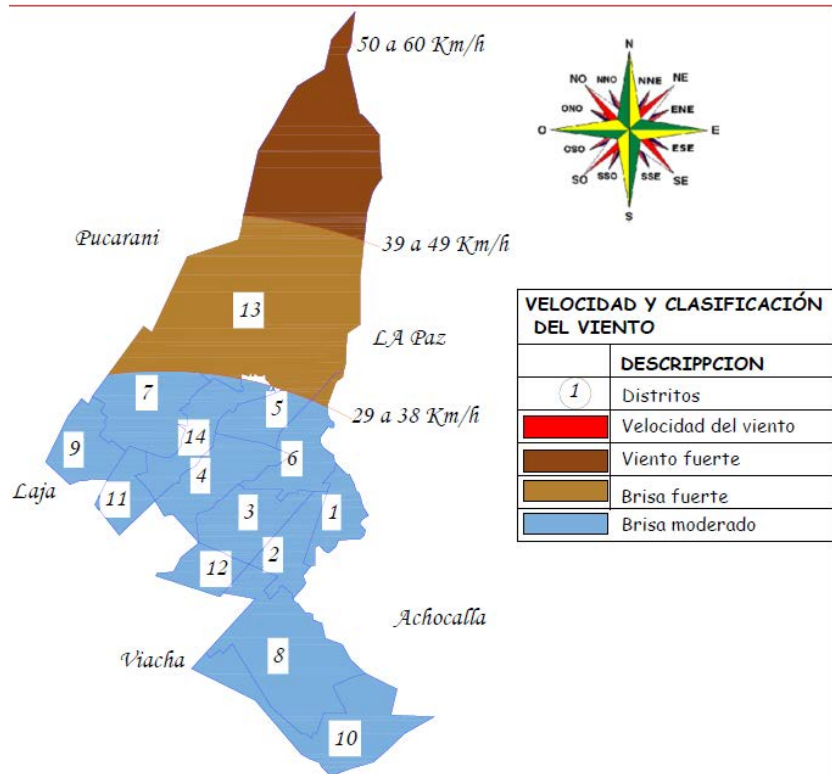 50 a 60 Km/h
N
NNO
NNE
NO
NE
ONO
ENE
O
E
OSO
ESE
SO
SSO
SSE
SE
S
Pucarani
39 a 49 Km/h
13
LA Paz
VELOCIDAD Y CLASIFICACIÓN
DEL VIENTO
DESCRIPPCION
1 Distritos
Velocidad del viento
Viento fuerte
Brisa fuerte
Brisa moderado
7
5
29 a 38 Km/h
14
9
6
4
Laja
11
3
1
2
12
Achocalla
Viacha
8
10